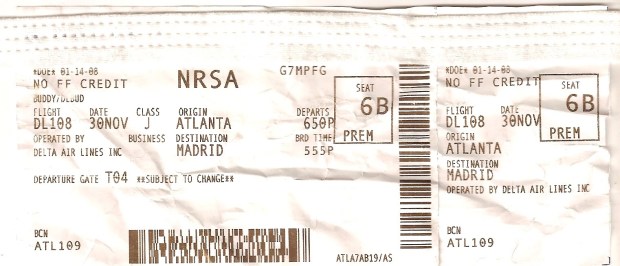 *DOE* 01-14-08
NO FF CREDIT NRSA G7MPFG
BUDDY/DLBUD
SEAT
6B
PREM
FLIGHT DATE CLASS ORIGIN DEPARTS
DL108 30NOV J ATLANTA 650P
OPERATED BY BUSINESS DESTINATION BRD TIME
DELTA AIR LINES INC MADRID 555P
DEPARTURE GATE T04 **SUBJECT TO CHANGE**
BCN
ATL109
ATLA7AB19/AS
*DOE* 01-14-08
NO FF CREDIT
SEAT
6B
PREM
FLIGHT DATE
DL108 30NOV
ORIGIN
ATLANTA
DESTINATION
MADRID
OPERATED BY DELTA AIR LINES INC
BCN
ATL109